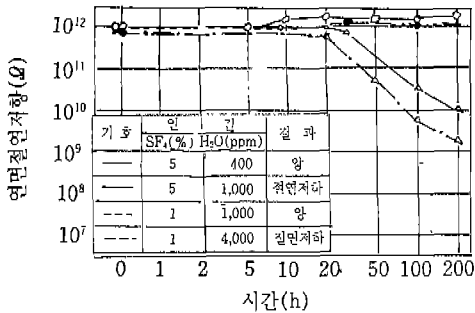 연면절연저항(Ω)
10¹²
10¹¹
10¹⁰
10⁹
10⁸
10⁷
기호 인 긴 결과
SF₄(%) H₂O(ppm)
5 400 양
5 1,000 절연저하
1 1,000 양
1 4,000 절연저하
0 1 2 5 10 20 50 100 200
시간(h)